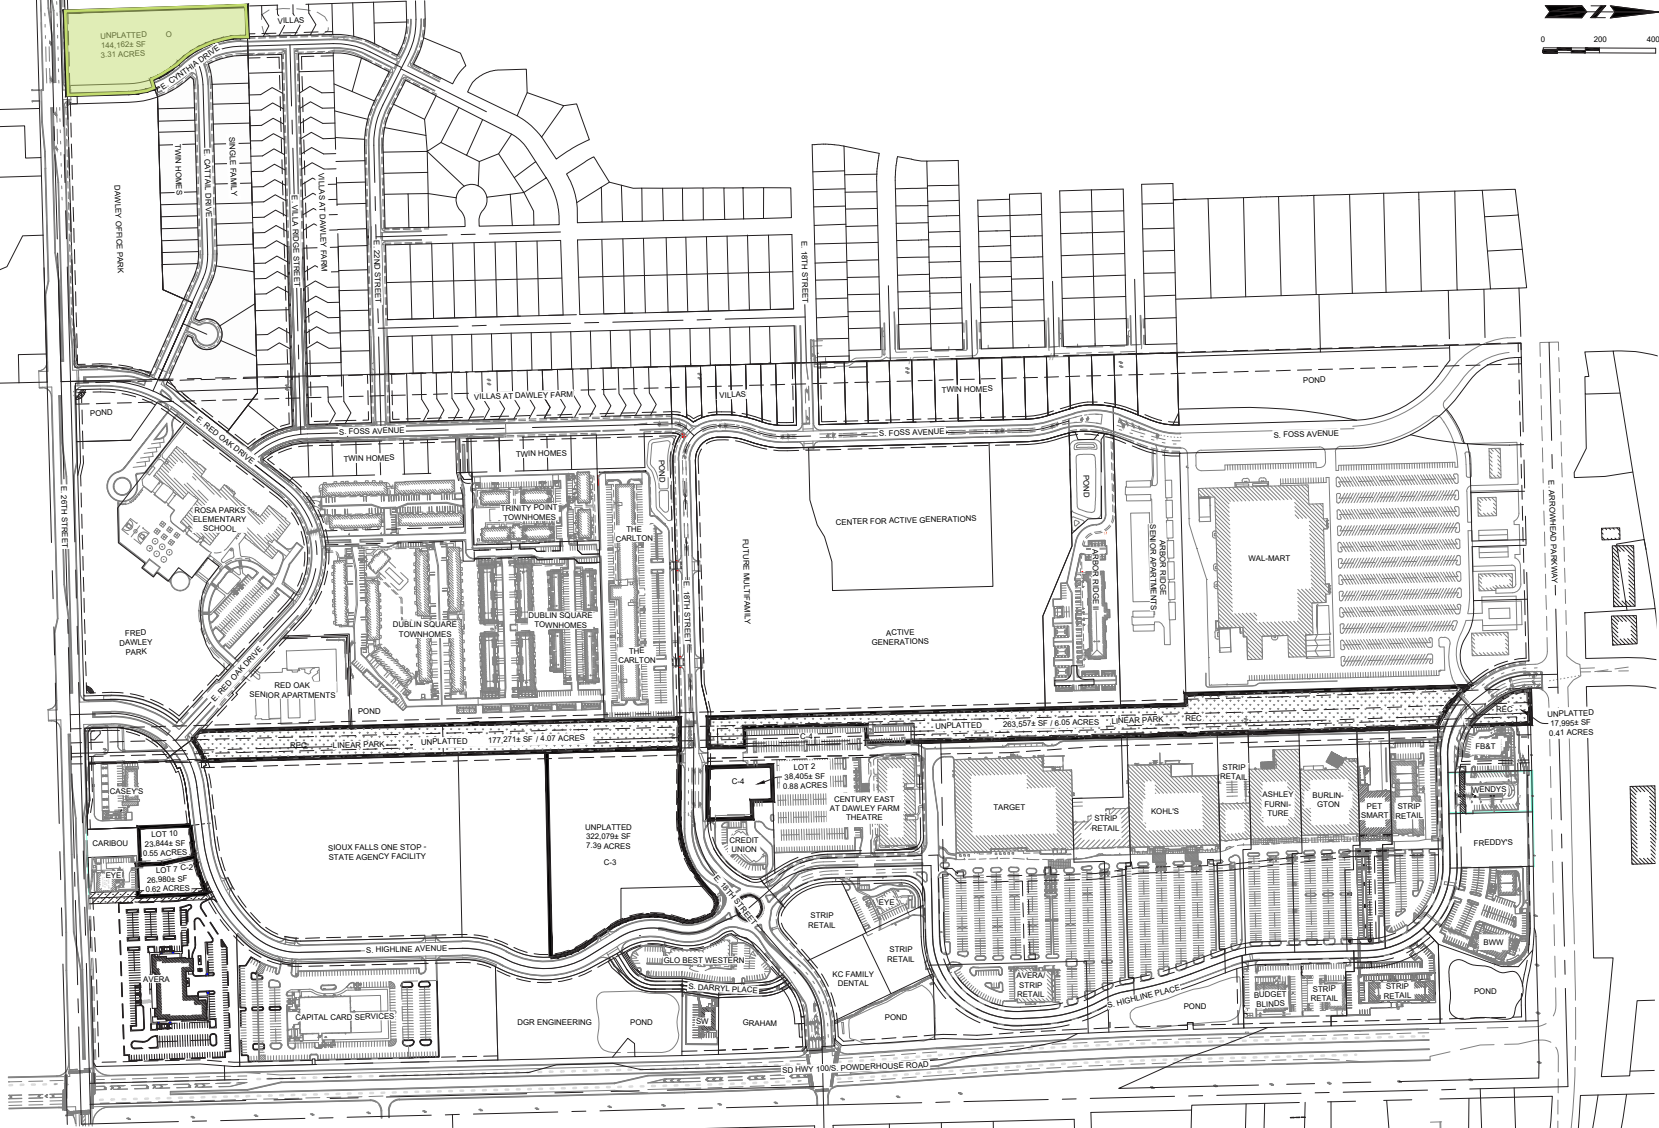 VILLAS
UNPLATTED O
144,162± SF
3.31 ACRES
E. CYNTHIA DRIVE
N
0 200 400
DAWLEY OFFICE PARK
TWIN HOMES
E. CATTAIL DRIVE
SINGLE FAMILY
E. VILLA RIDGE STREET
VILLAS AT DAWLEY FARM
E. 22ND STREET
E. 18TH STREET
POND
VILLAS AT DAWLEY FARM
VILLAS
TWIN HOMES
POND
E. RED OAK DRIVE
S. FOSS AVENUE
S. FOSS AVENUE
S. FOSS AVENUE
E. 26TH STREET
TWIN HOMES
TWIN HOMES
POND
POND
ROSA PARKS
ELEMENTARY
SCHOOL
TRINITY POINT
TOWNHOMES
THE
CARLTON
CENTER FOR ACTIVE GENERATIONS
FUTURE MULTIFAMILY
E. 18TH STREET
ARBOR RIDGE II
ARBOR RIDGE
SENIOR APARTMENTS
WAL-MART
E. ARROWHEAD PARKWAY
FRED
DAWLEY
PARK
DUBLIN SQUARE
TOWNHOMES
DUBLIN SQUARE
TOWNHOMES
THE
CARLTON
ACTIVE
GENERATIONS
E. RED OAK DRIVE
RED OAK
SENIOR APARTMENTS
POND
REC LINEAR PARK UNPLATTED 177,271± SF / 4.07 ACRES
UNPLATTED 263,557± SF / 6.05 ACRES LINEAR PARK REC
REC
UNPLATTED
17,995± SF
0.41 ACRES
C-4
CASEY'S
LOT 2
38,405± SF
0.88 ACRES
C-4
CENTURY EAST
AT DAWLEY FARM
THEATRE
TARGET
STRIP
RETAIL
KOHL'S
STRIP
RETAIL
ASHLEY
FURNI-
TURE
BURLIN-
GTON
PET
SMART
STRIP
RETAIL
FB&T
WENDYS
FREDDY'S
CARIBOU
LOT 10
23,844± SF
0.55 ACRES
EYE
LOT 7 C-2
26,980± SF
0.62 ACRES
SIOUX FALLS ONE STOP -
STATE AGENCY FACILITY
UNPLATTED
322,079± SF
7.39 ACRES
C-3
CREDIT
UNION
E. 18TH STREET
EYE
STRIP
RETAIL
STRIP
RETAIL
BWW
S. HIGHLINE AVENUE
GLO BEST WESTERN
KC FAMILY
DENTAL
AVERA/
STRIP
RETAIL
S. HIGHLINE PLACE
POND
BUDGET
BLINDS
STRIP
RETAIL
STRIP
RETAIL
POND
AVERA
S. DARRYL PLACE
CAPITAL CARD SERVICES
DGR ENGINEERING
POND
SW
GRAHAM
POND
SD HWY 100/S. POWDERHOUSE ROAD